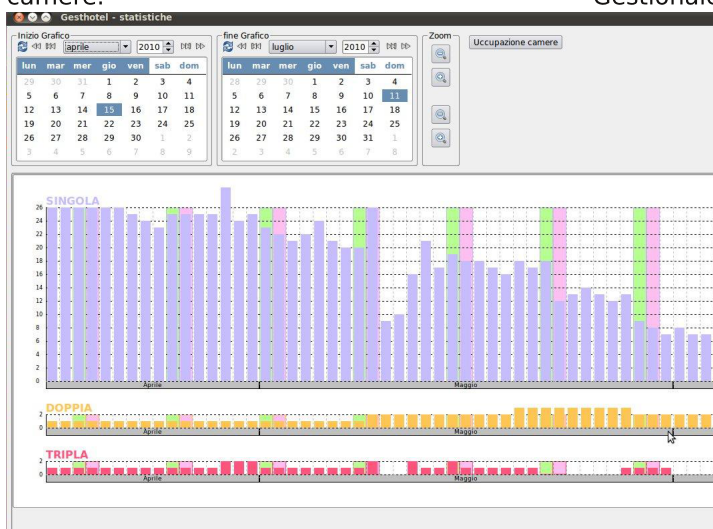 camere.
Gestionale
Gesthotel - statistiche
Inizio Grafico
aprile 2010
lun mar mer gio ven sab dom
29 30 31 1 2 3 4
5 6 7 8 9 10 11
12 13 14 15 16 17 18
19 20 21 22 23 24 25
26 27 28 29 30 1 2
3 4 5 6 7 8 9
fine Grafico
luglio 2010
lun mar mer gio ven sab dom
28 29 30 1 2 3 4
5 6 7 8 9 10 11
12 13 14 15 16 17 18
19 20 21 22 23 24 25
26 27 28 29 30 31 1
2 3 4 5 6 7 8
Zoom
Uccupazione camere
SINGOLA
26
24
22
20
18
16
14
12
10
8
6
4
2
0
Aprile Maggio
DOPPIA
2
0
Aprile Maggio
TRIPLA
2
0
Aprile Maggio